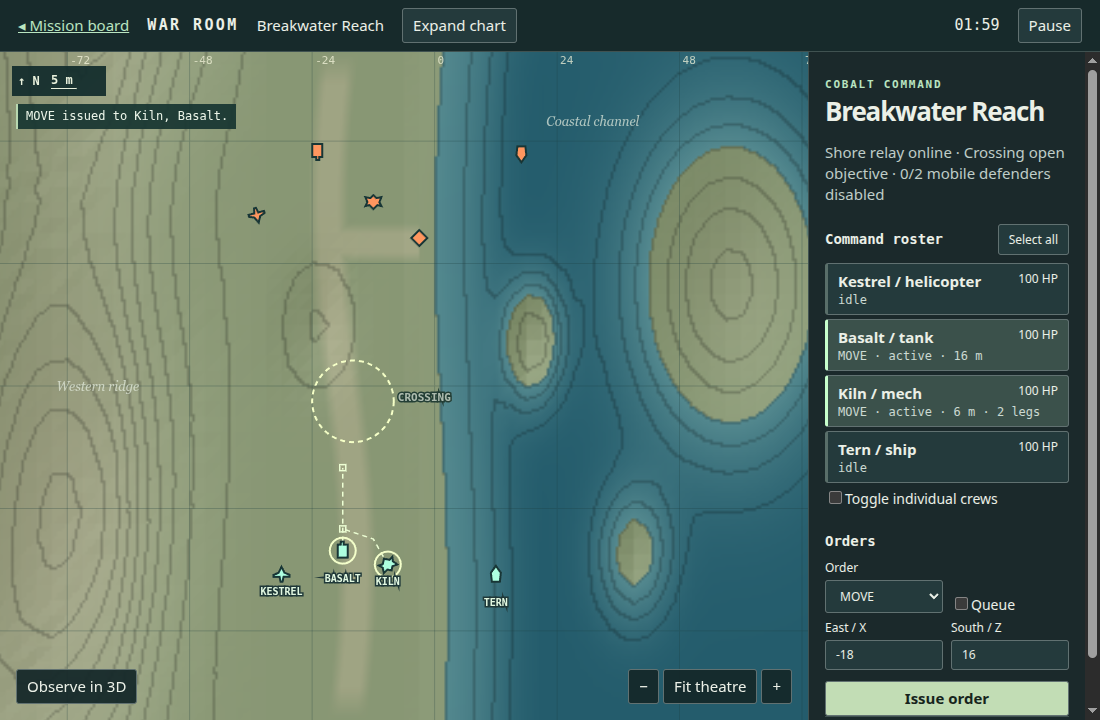 ◂ Mission board
WAR ROOM
Breakwater Reach
Expand chart
01:59
Pause
-72
-48
-24
0
24
48
↑ N 5 m
MOVE issued to Kiln, Basalt.
Coastal channel
Western ridge
CROSSING
KESTREL
BASALT
KILN
TERN
Observe in 3D
−
Fit theatre
+
COBALT COMMAND
Breakwater Reach
Shore relay online · Crossing open
objective · 0/2 mobile defenders
disabled
Command roster
Select all
Kestrel / helicopter
100 HP
idle
Basalt / tank
100 HP
MOVE · active · 16 m
Kiln / mech
100 HP
MOVE · active · 6 m · 2 legs
Tern / ship
100 HP
idle
Toggle individual crews
Orders
Order
MOVE
Queue
East / X
South / Z
-18
16
Issue order